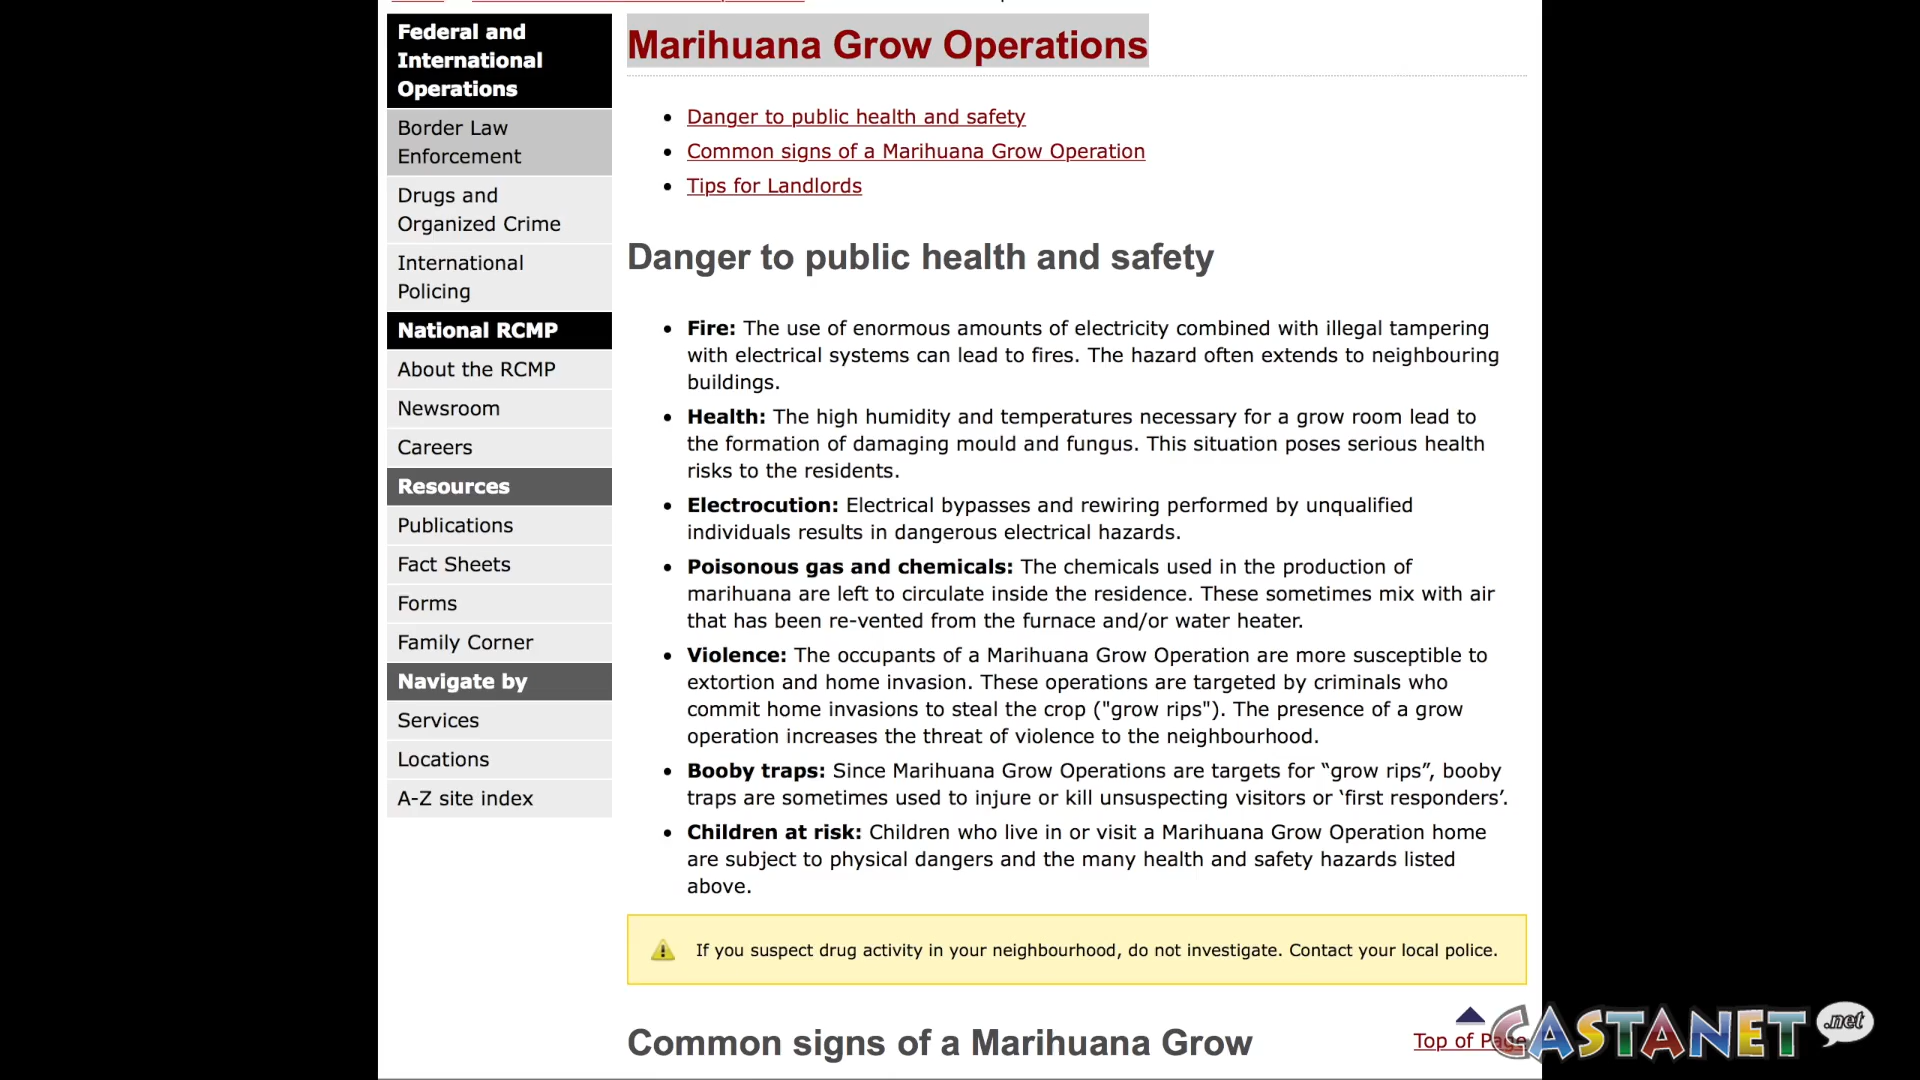 Federal and
International
Operations
Border Law
Enforcement
Drugs and
Organized Crime
International
Policing
National RCMP
About the RCMP
Newsroom
Careers
Resources
Publications
Fact Sheets
Forms
Family Corner
Navigate by
Services
Locations
A-Z site index
Marihuana Grow Operations
Danger to public health and safety
Common signs of a Marihuana Grow Operation
Tips for Landlords
Danger to public health and safety
Fire: The use of enormous amounts of electricity combined with illegal tampering
with electrical systems can lead to fires. The hazard often extends to neighbouring
buildings.
Health: The high humidity and temperatures necessary for a grow room lead to
the formation of damaging mould and fungus. This situation poses serious health
risks to the residents.
Electrocution: Electrical bypasses and rewiring performed by unqualified
individuals results in dangerous electrical hazards.
Poisonous gas and chemicals: The chemicals used in the production of
marihuana are left to circulate inside the residence. These sometimes mix with air
that has been re-vented from the furnace and/or water heater.
Violence: The occupants of a Marihuana Grow Operation are more susceptible to
extortion and home invasion. These operations are targeted by criminals who
commit home invasions to steal the crop ("grow rips"). The presence of a grow
operation increases the threat of violence to the neighbourhood.
Booby traps: Since Marihuana Grow Operations are targets for “grow rips”, booby
traps are sometimes used to injure or kill unsuspecting visitors or ‘first responders’.
Children at risk: Children who live in or visit a Marihuana Grow Operation home
are subject to physical dangers and the many health and safety hazards listed
above.
If you suspect drug activity in your neighbourhood, do not investigate. Contact your local police.
Common signs of a Marihuana Grow
Top of Page
CASTANET .net